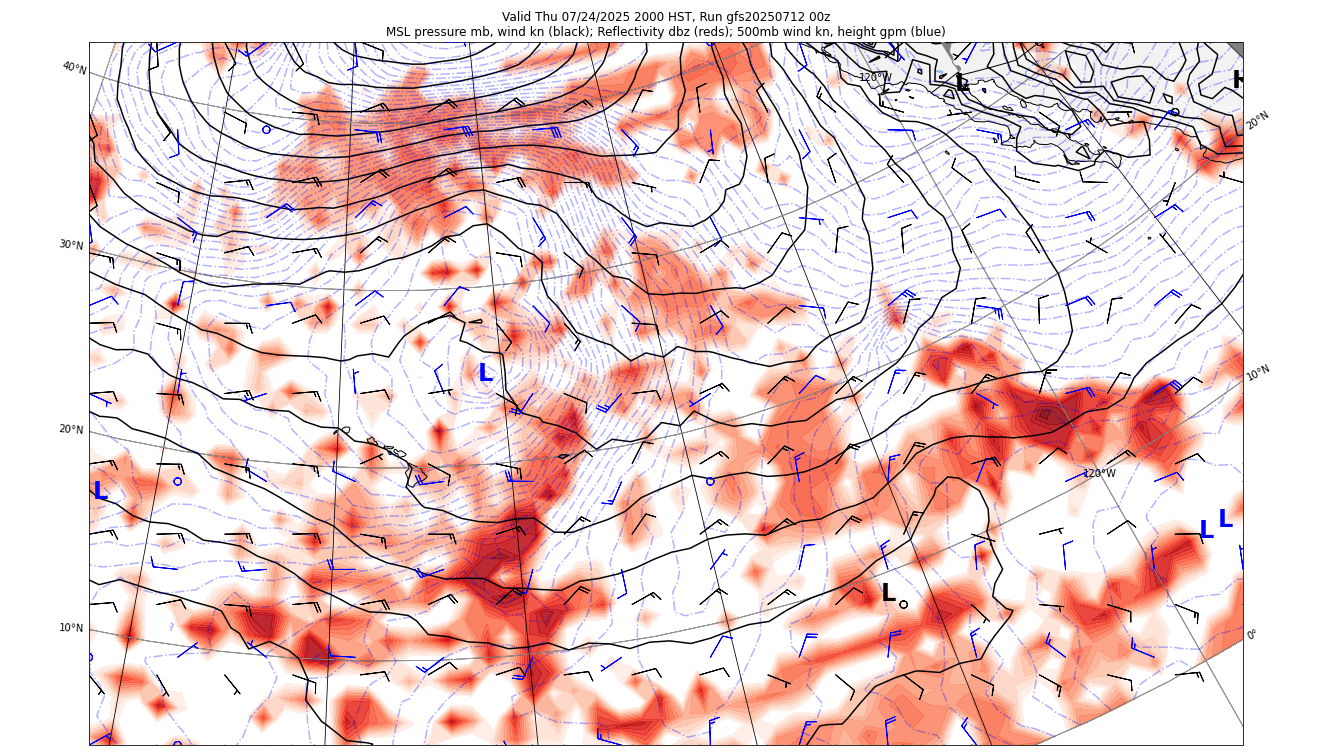 Valid Thu 07/24/2025 2000 HST, Run gfs20250712 00z
MSL pressure mb, wind kn (black); Reflectivity dbz (reds); 500mb wind kn, height gpm (blue)
40°N
120°W
L
H
20°N
30°N
L
10°N
20°N
120°W
L
L
L
L
10°N
0°